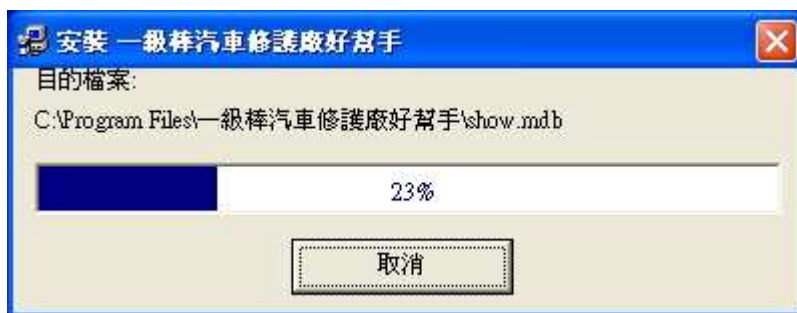 安裝 一級棒汽車修護廠好幫手
目的檔案:
C:\Program Files\一級棒汽車修護廠好幫手\show.mdb
23%
取消